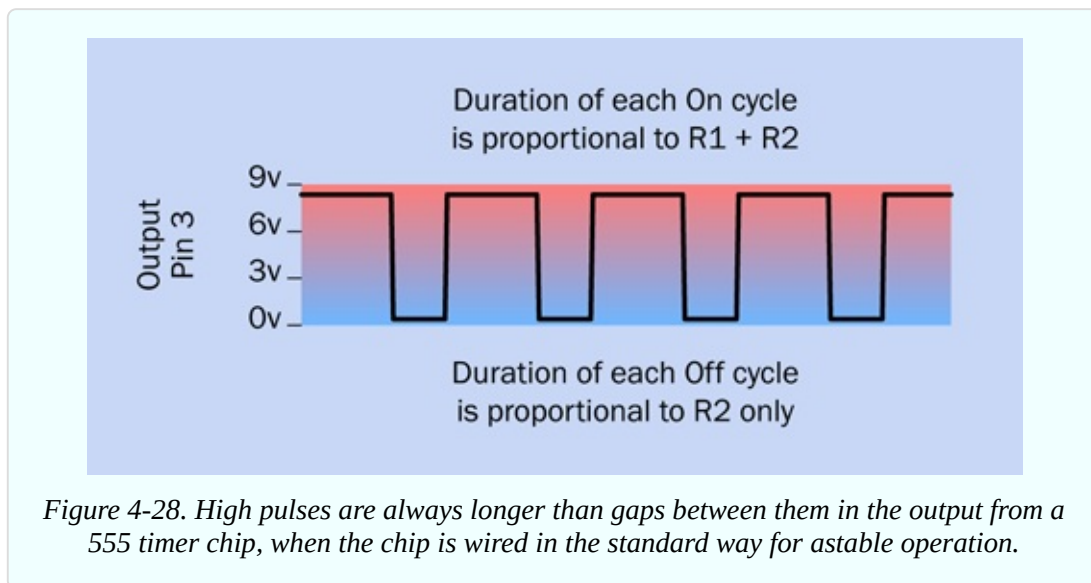 Duration of each On cycle
is proportional to R1 + R2
Output
Pin 3
9v
6v
3v
0v
Duration of each Off cycle
is proportional to R2 only
Figure 4-28. High pulses are always longer than gaps between them in the output from a
555 timer chip, when the chip is wired in the standard way for astable operation.